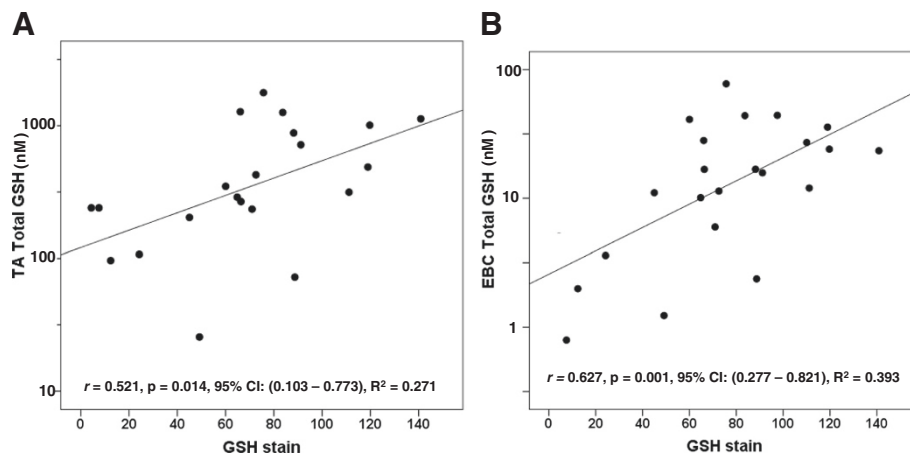 A
TA Total GSH (nM)
1000
100
10
0 20 40 60 80 100 120 140
GSH stain
r = 0.521, p = 0.014, 95% CI: (0.103 – 0.773), R² = 0.271
B
EBC Total GSH (nM)
100
10
1
0 20 40 60 80 100 120 140
GSH stain
r = 0.627, p = 0.001, 95% CI: (0.277 – 0.821), R² = 0.393